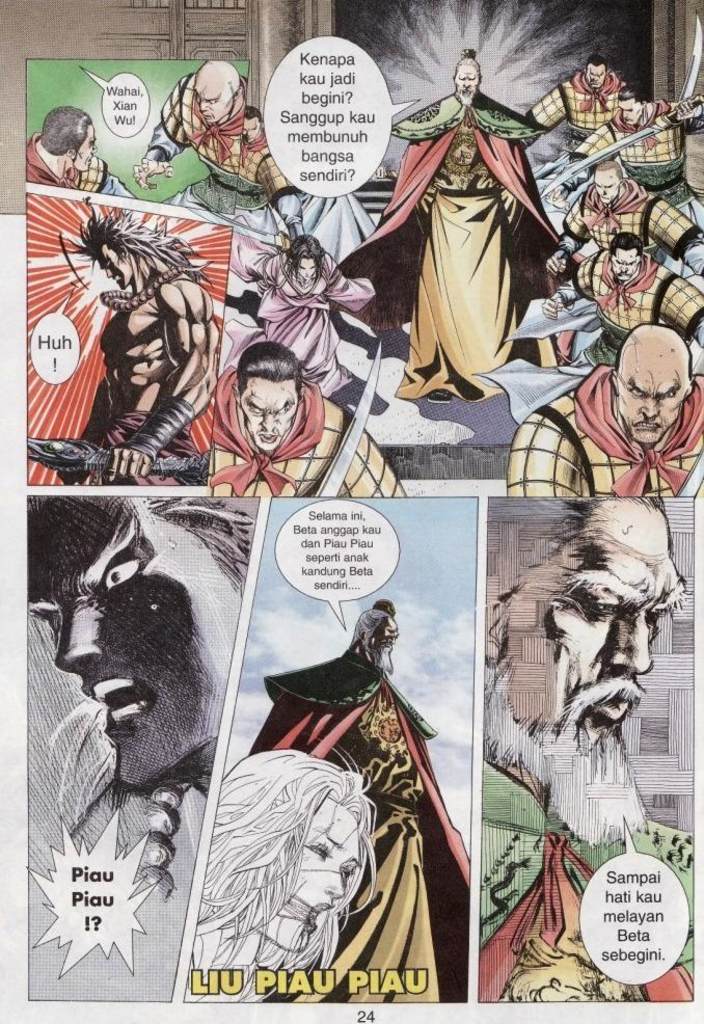 Wahai,
Xian
Wu!
Kenapa
kau jadi
begini?
Sanggup kau
membunuh
bangsa
sendiri?
Huh
!
Piau
Piau
!?
Selama ini,
Beta anggap kau
dan Piau Piau
seperti anak
kandung Beta
sendiri....
LIU PIAU PIAU
Sampai
hati kau
melayan
Beta
sebegini.
24